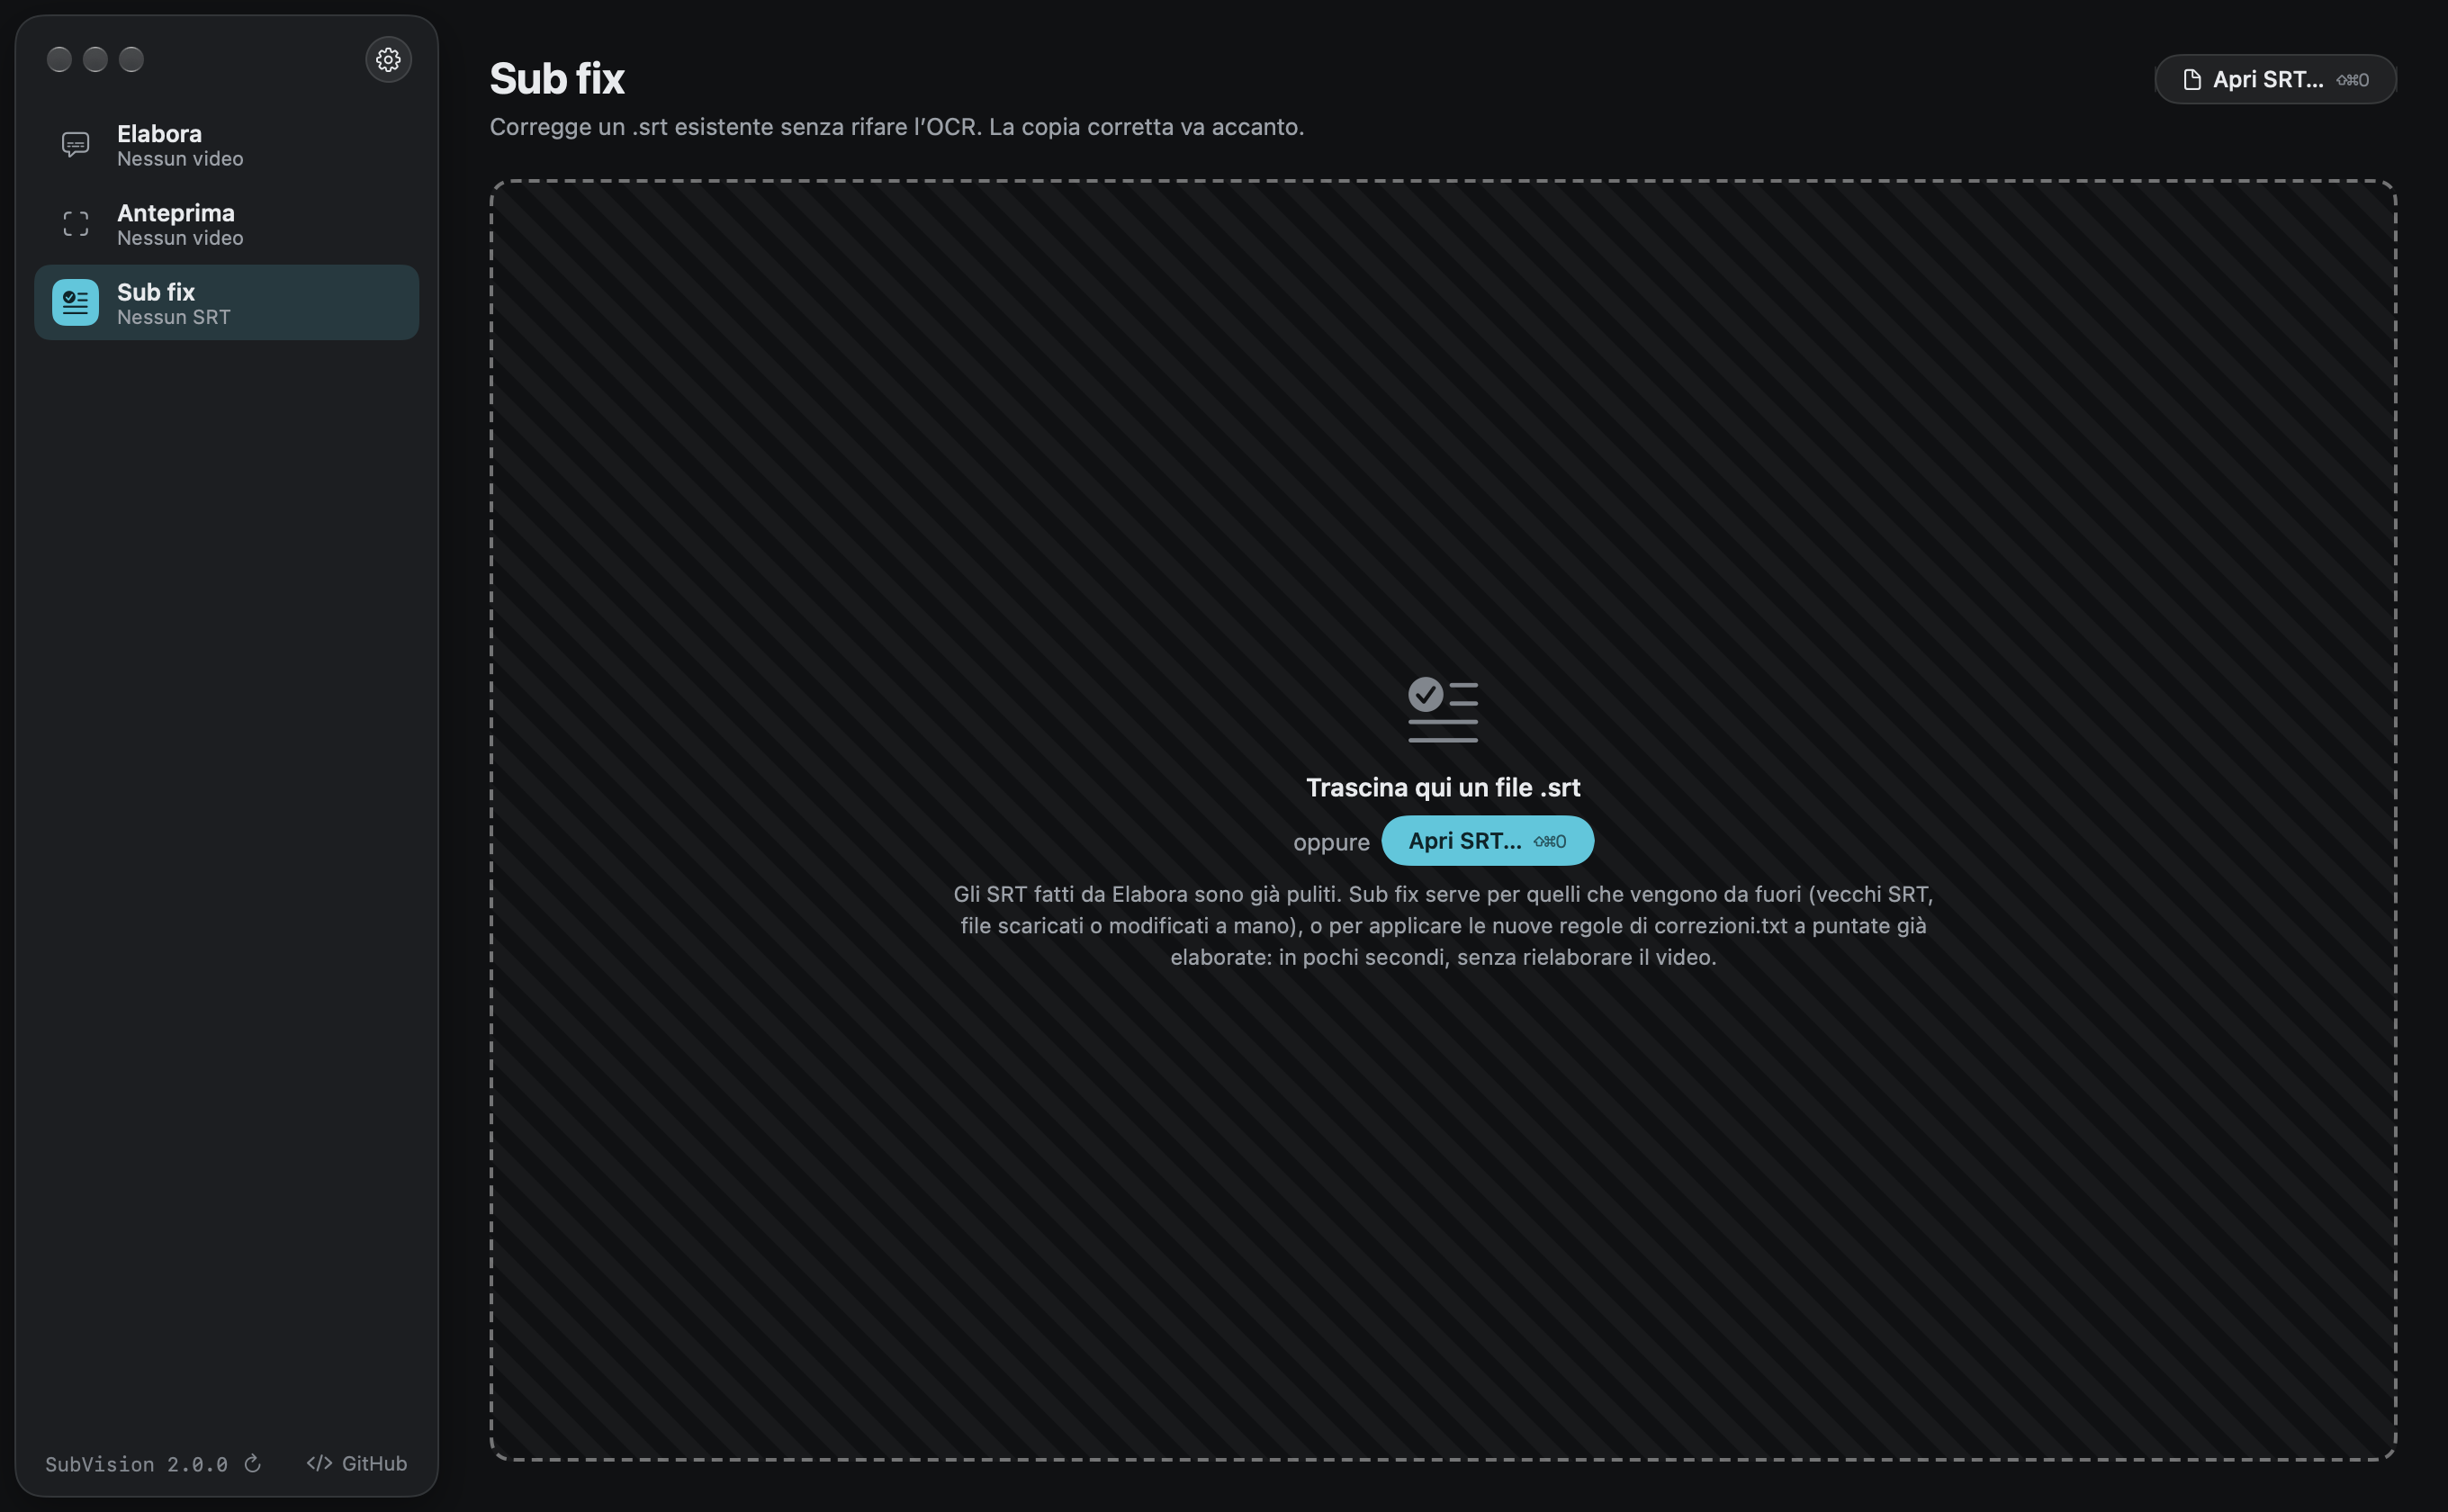 Elabora
Nessun video
Anteprima
Nessun video
Sub fix
Nessun SRT
SubVision 2.0.0
</> GitHub
Sub fix
Corregge un .srt esistente senza rifare l’OCR. La copia corretta va accanto.
Apri SRT... ⇧⌘O
Trascina qui un file .srt
oppure Apri SRT... ⇧⌘O
Gli SRT fatti da Elabora sono già puliti. Sub fix serve per quelli che vengono da fuori (vecchi SRT,
file scaricati o modificati a mano), o per applicare le nuove regole di correzioni.txt a puntate già
elaborate: in pochi secondi, senza rielaborare il video.